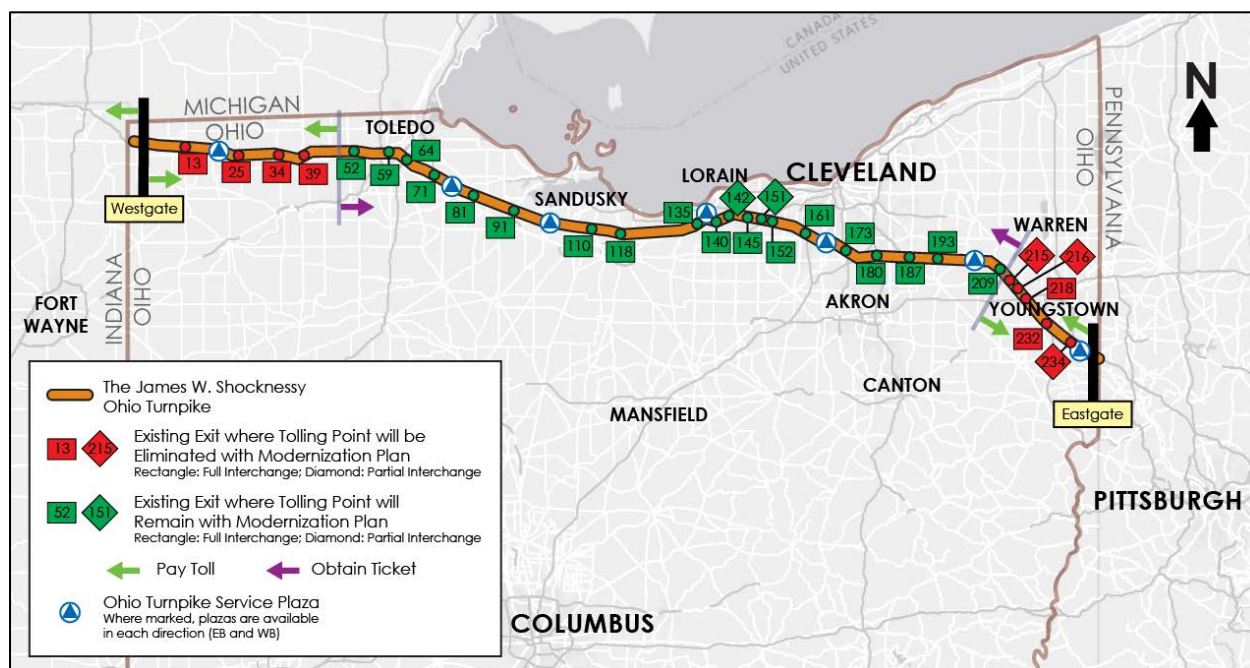 CANADA
UNITED STATES
N
MICHIGAN
OHIO
PENNSYLVANIA
OHIO
INDIANA
OHIO
TOLEDO
SANDUSKY
LORAIN
CLEVELAND
WARREN
YOUNGSTOWN
AKRON
CANTON
MANSFIELD
FORT
WAYNE
PITTSBURGH
COLUMBUS
Westgate
Eastgate
13
25
34
39
52
59
64
71
81
91
110
118
135
140
142
145
151
152
161
173
180
187
193
209
215
216
218
232
234
The James W. Shocknessy
Ohio Turnpike
13 215
Existing Exit where Tolling Point will be
Eliminated with Modernization Plan
Rectangle: Full Interchange; Diamond: Partial Interchange
52 151
Existing Exit where Tolling Point will
Remain with Modernization Plan
Rectangle: Full Interchange; Diamond: Partial Interchange
Pay Toll
Obtain Ticket
Ohio Turnpike Service Plaza
Where marked, plazas are available
in each direction (EB and WB)